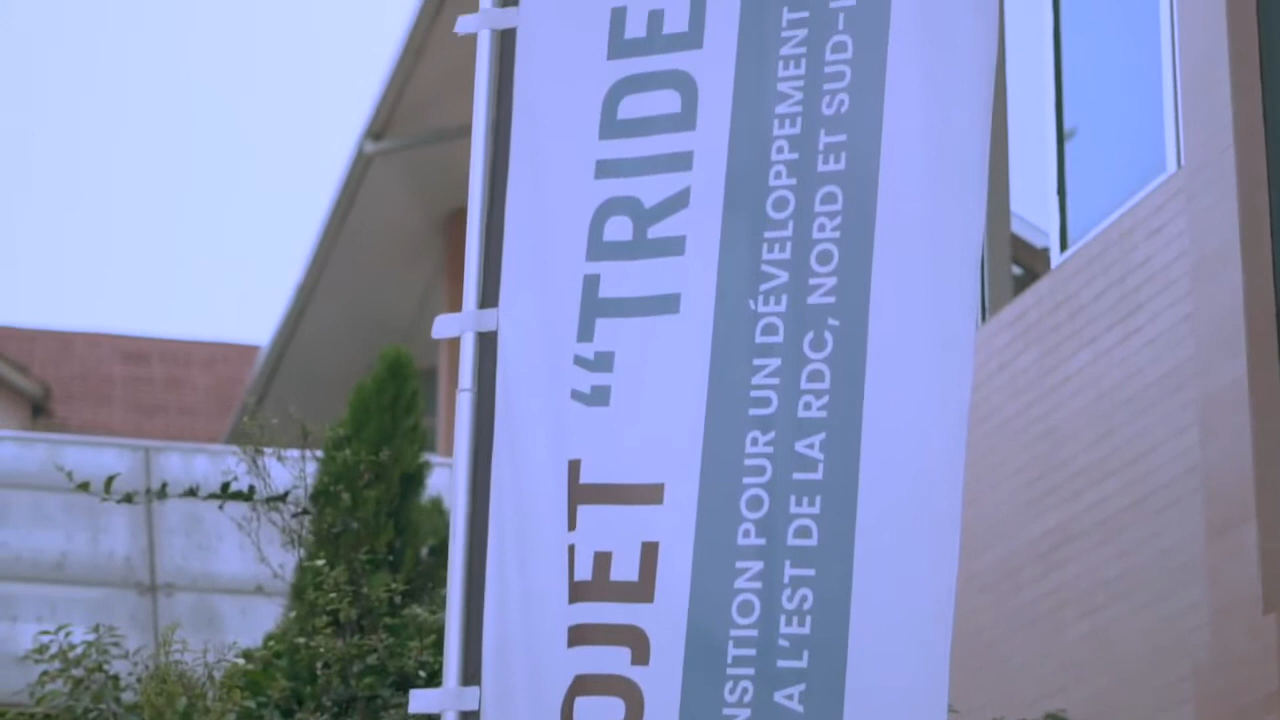 OJET “TRIDE
NSITION POUR UN DÉVELOPPEMENT
A L'EST DE LA RDC, NORD ET SUD-